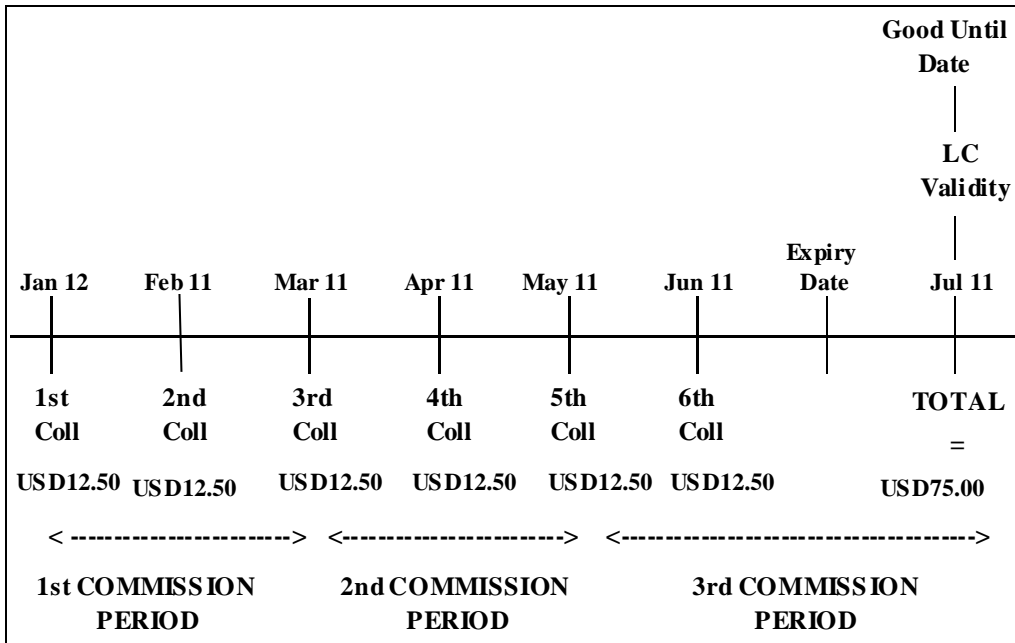 Good Until
Date
LC
Validity
Expiry
Date
Jan 12 Feb 11 Mar 11 Apr 11 May 11 Jun 11 Jul 11
1st 2nd 3rd 4th 5th 6th TOTAL
Coll Coll Coll Coll Coll Coll
=
USD12.50 USD12.50 USD12.50 USD12.50 USD12.50 USD12.50 USD75.00
< ------------------------- > <--------------------------- > <---------------------------------------- >
1st COMMISSION 2nd COMMISSION 3rd COMMISSION
PERIOD PERIOD PERIOD